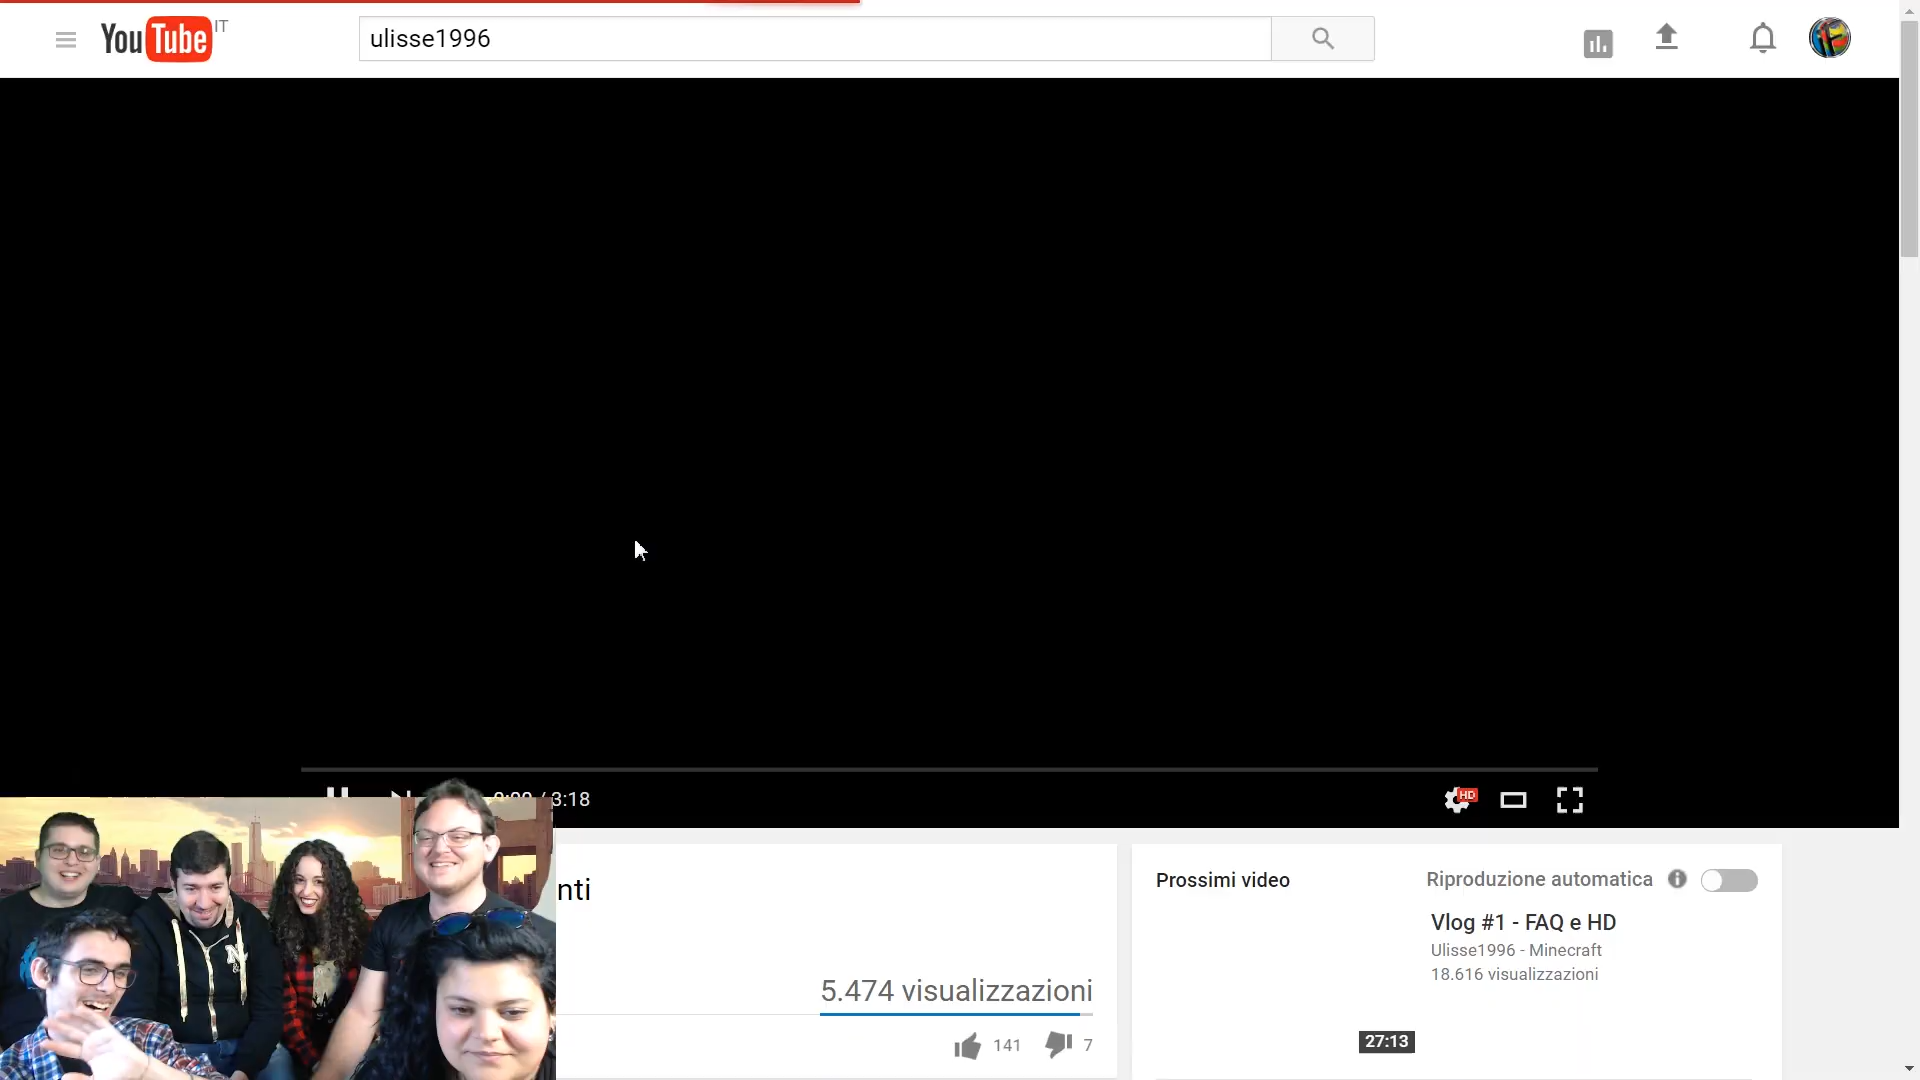 YouTube IT
ulisse1996
/ 3:18
HD
nti
5.474 visualizzazioni
141
7
Prossimi video
Riproduzione automatica
Vlog #1 - FAQ e HD
Ulisse1996 - Minecraft
18.616 visualizzazioni
27:13